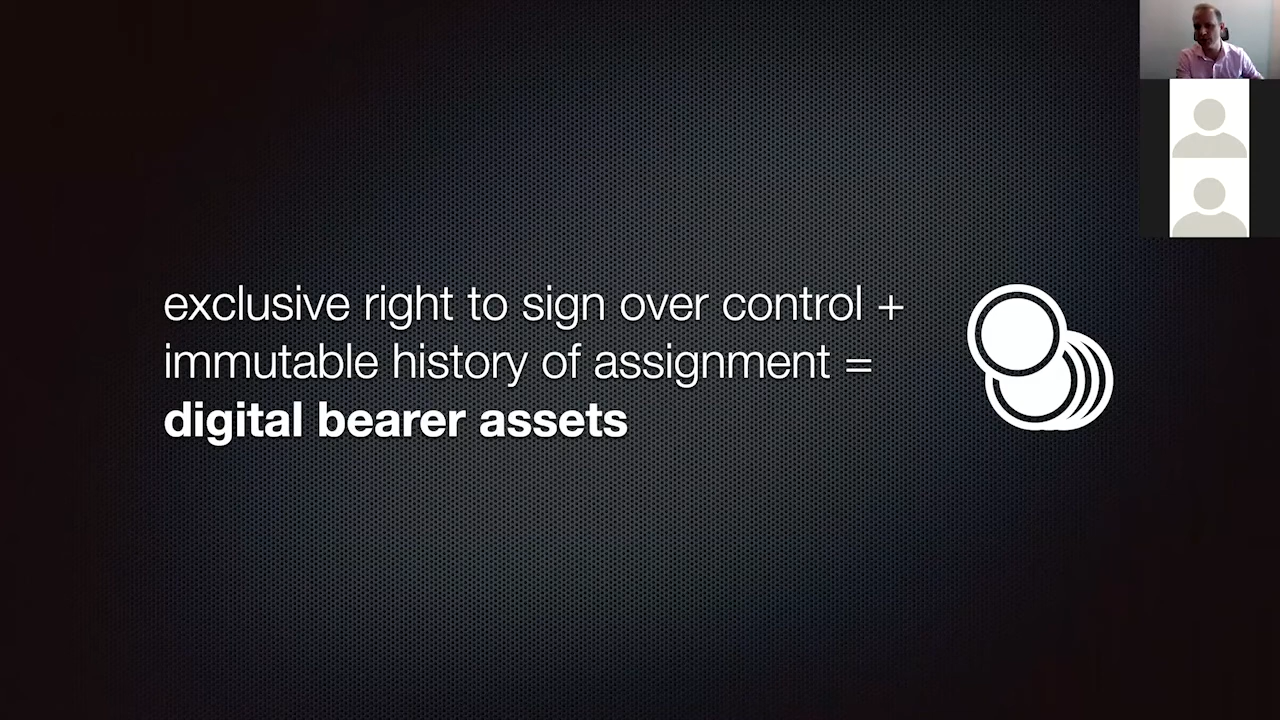 exclusive right to sign over control +
immutable history of assignment =
digital bearer assets